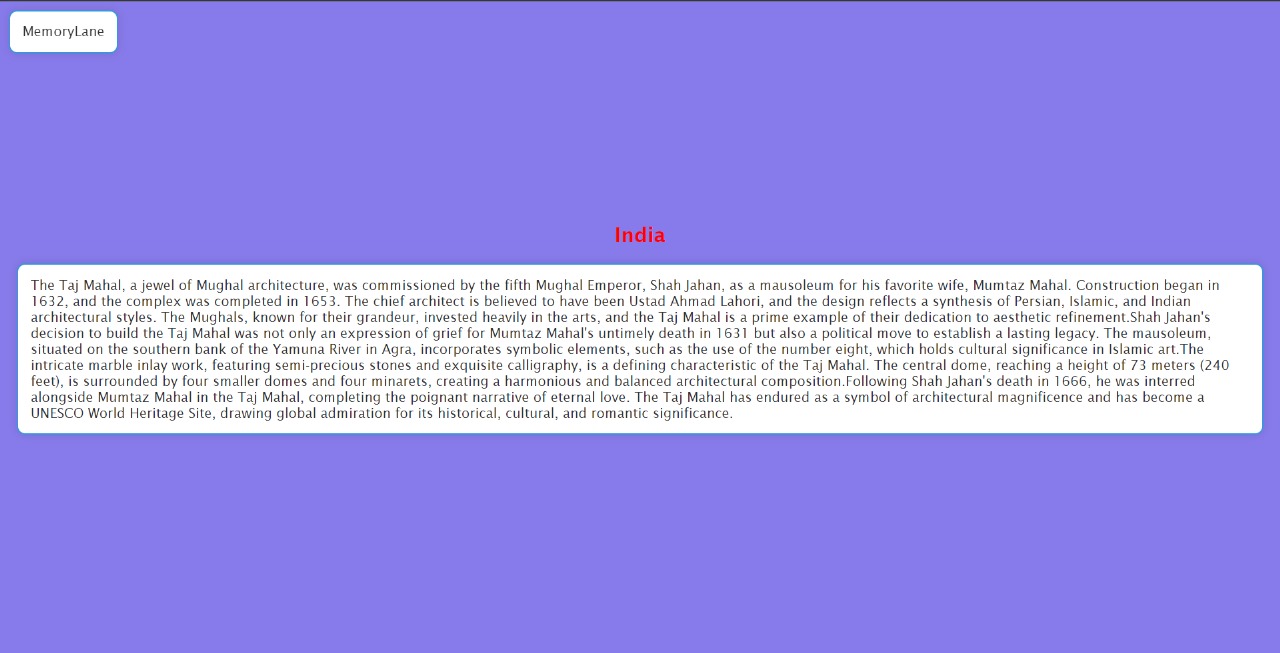 MemoryLane
India
The Taj Mahal, a jewel of Mughal architecture, was commissioned by the fifth Mughal Emperor, Shah Jahan, as a mausoleum for his favorite wife, Mumtaz Mahal. Construction began in
1632, and the complex was completed in 1653. The chief architect is believed to have been Ustad Ahmad Lahori, and the design reflects a synthesis of Persian, Islamic, and Indian
architectural styles. The Mughals, known for their grandeur, invested heavily in the arts, and the Taj Mahal is a prime example of their dedication to aesthetic refinement.Shah Jahan's
decision to build the Taj Mahal was not only an expression of grief for Mumtaz Mahal's untimely death in 1631 but also a political move to establish a lasting legacy. The mausoleum,
situated on the southern bank of the Yamuna River in Agra, incorporates symbolic elements, such as the use of the number eight, which holds cultural significance in Islamic art.The
intricate marble inlay work, featuring semi-precious stones and exquisite calligraphy, is a defining characteristic of the Taj Mahal. The central dome, reaching a height of 73 meters (240
feet), is surrounded by four smaller domes and four minarets, creating a harmonious and balanced architectural composition.Following Shah Jahan's death in 1666, he was interred
alongside Mumtaz Mahal in the Taj Mahal, completing the poignant narrative of eternal love. The Taj Mahal has endured as a symbol of architectural magnificence and has become a
UNESCO World Heritage Site, drawing global admiration for its historical, cultural, and romantic significance.